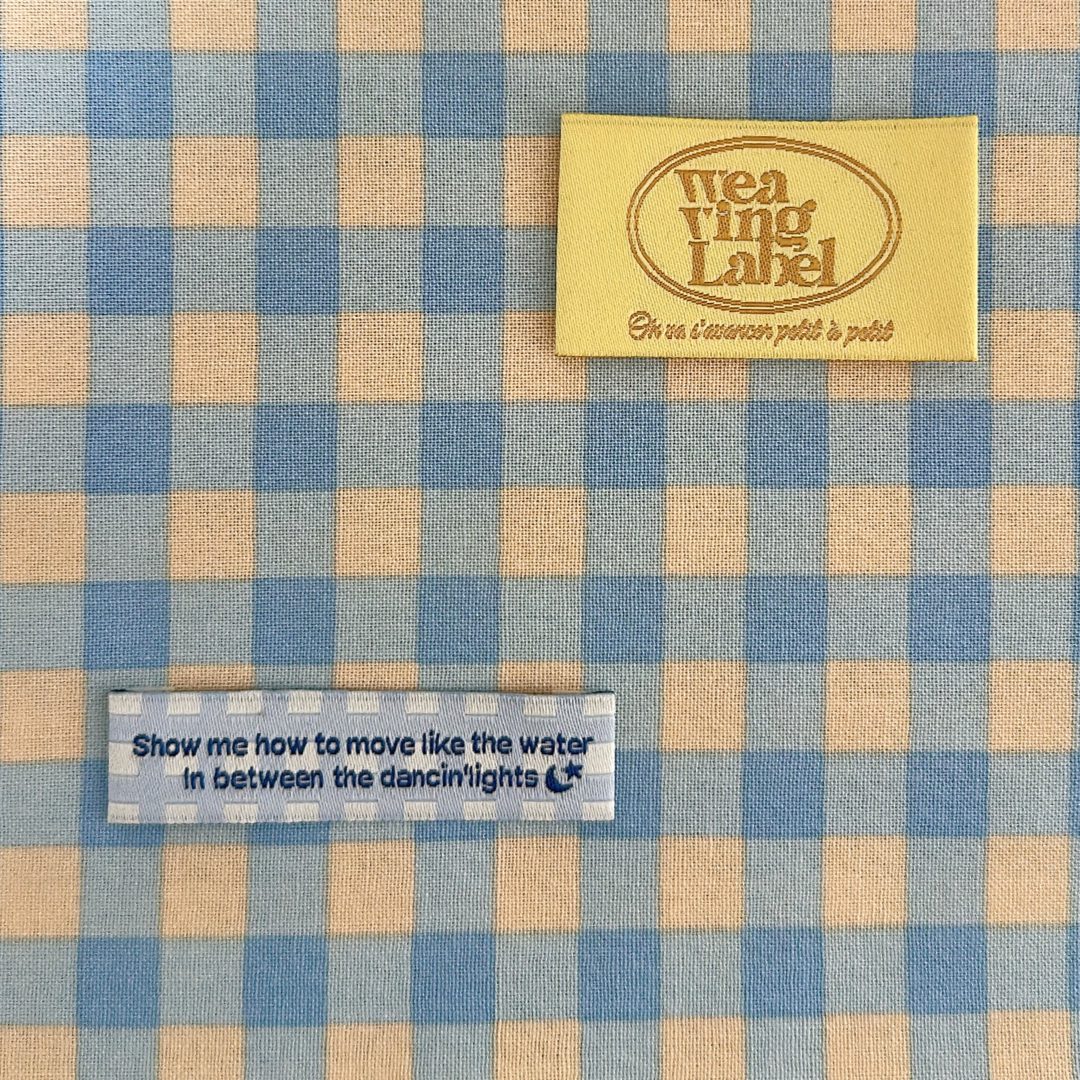 wea
ving
Label
On va s'avancer petit à petit
Show me how to move like the water
In between the dancin'lights